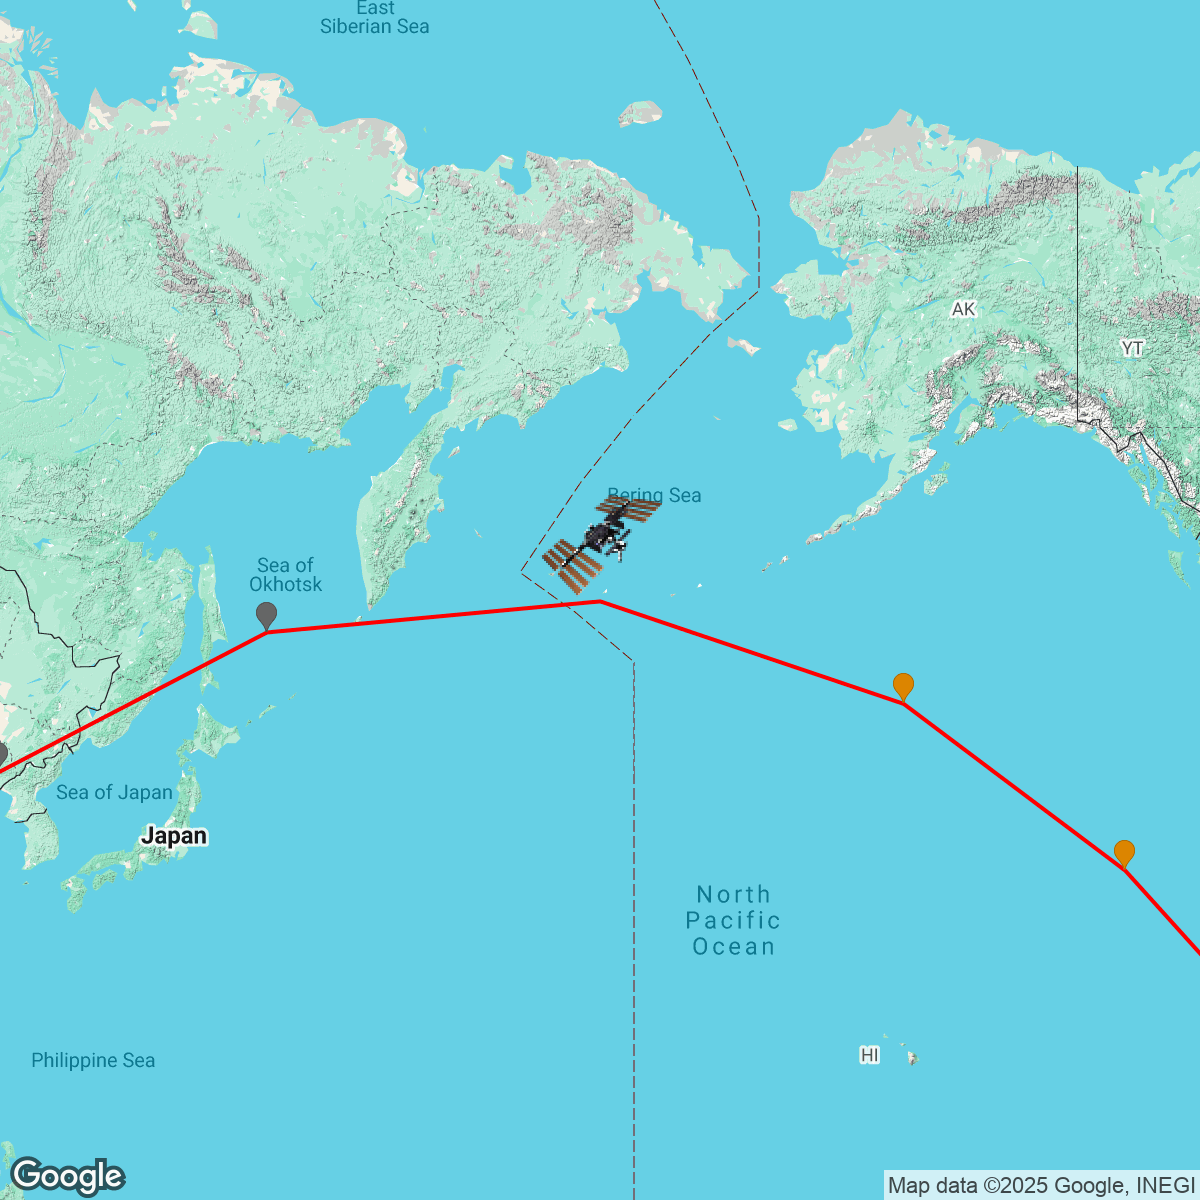 East
Siberian Sea
AK
YT
Bering Sea
Sea of
Okhotsk
Sea of Japan
Japan
North
Pacific
Ocean
HI
Philippine Sea
Google
Map data ©2025 Google, INEGI